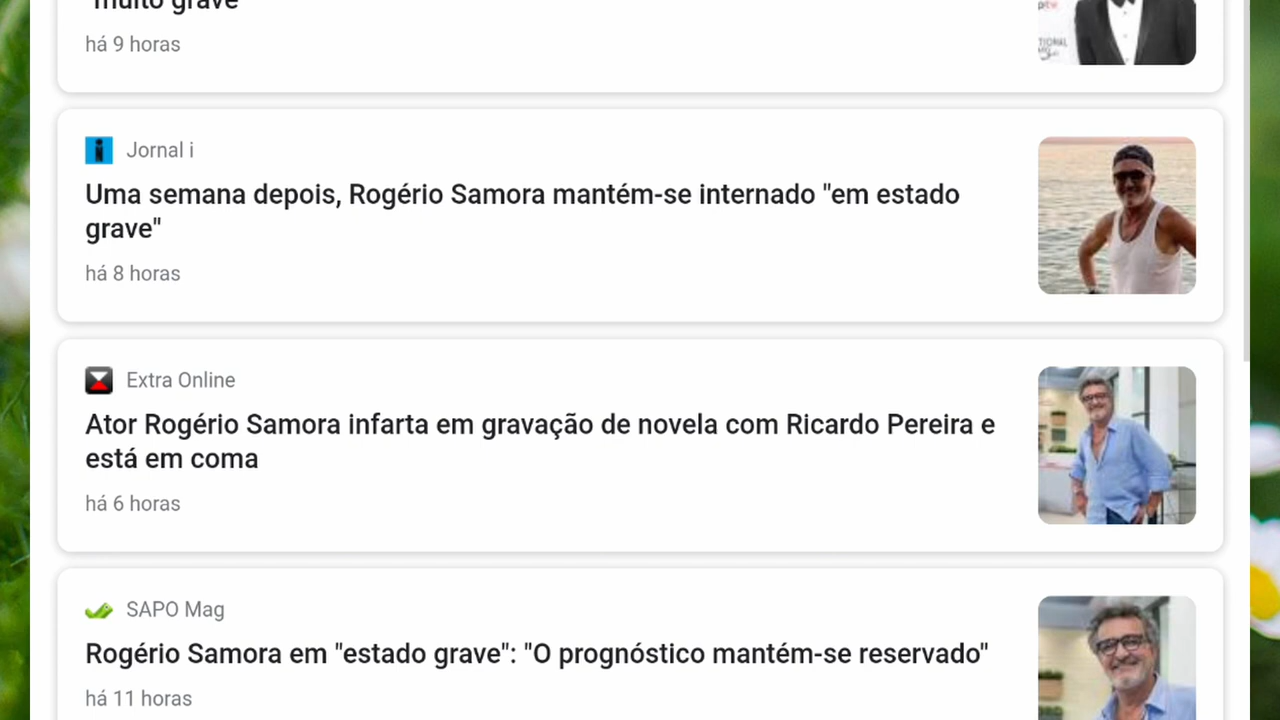 "muito grave"
há 9 horas
Jornal i
Uma semana depois, Rogério Samora mantém-se internado "em estado
grave"
há 8 horas
Extra Online
Ator Rogério Samora infarta em gravação de novela com Ricardo Pereira e
está em coma
há 6 horas
SAPO Mag
Rogério Samora em "estado grave": "O prognóstico mantém-se reservado"
há 11 horas